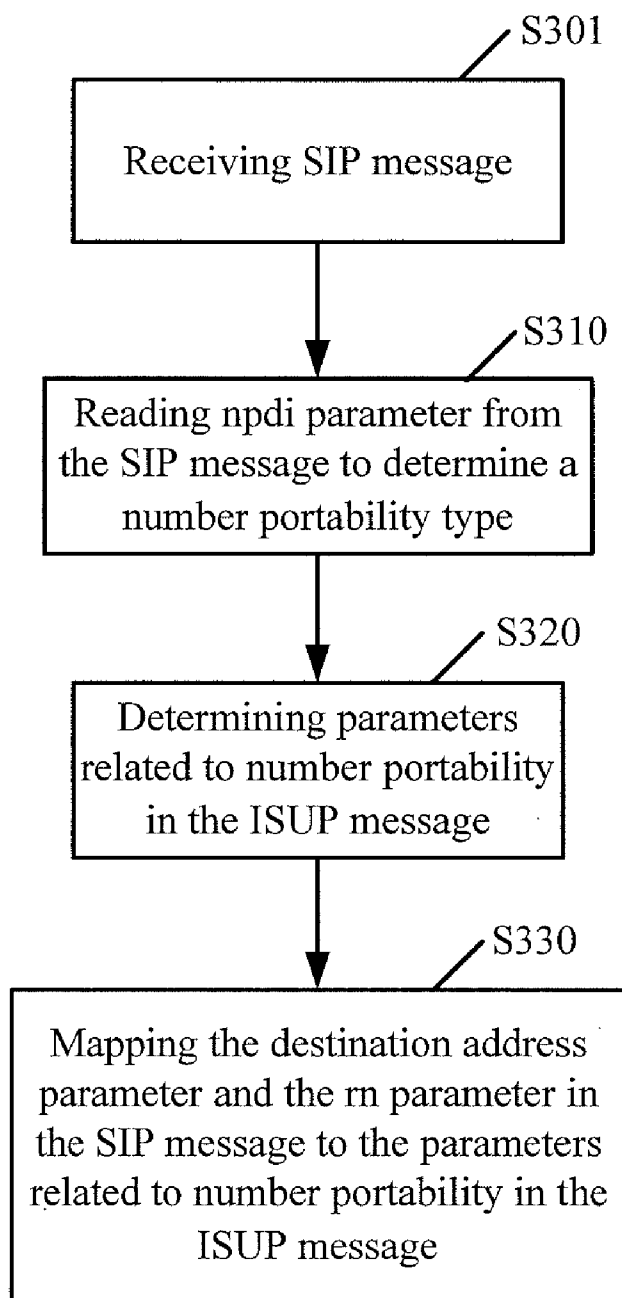 S301
Receiving SIP message
S310
Reading npdi parameter from
the SIP message to determine a
number portability type
S320
Determining parameters
related to number portability
in the ISUP message
S330
Mapping the destination address
parameter and the rn parameter in
the SIP message to the parameters
related to number portability in the
ISUP message